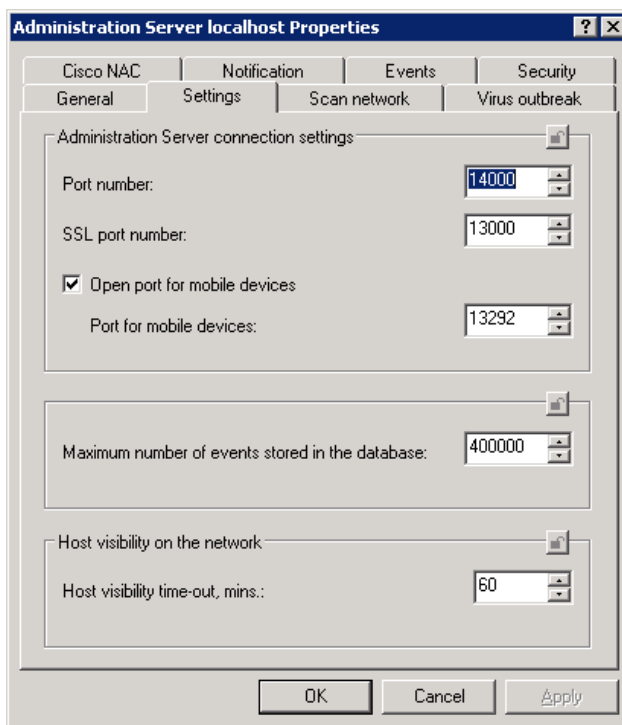 Administration Server localhost Properties
Cisco NAC
Notification
Events
Security
General
Settings
Scan network
Virus outbreak
Administration Server connection settings
Port number:
14000
SSL port number:
13000
Open port for mobile devices
Port for mobile devices:
13292
Maximum number of events stored in the database:
400000
Host visibility on the network
Host visibility time-out, mins.:
60
OK
Cancel
Apply